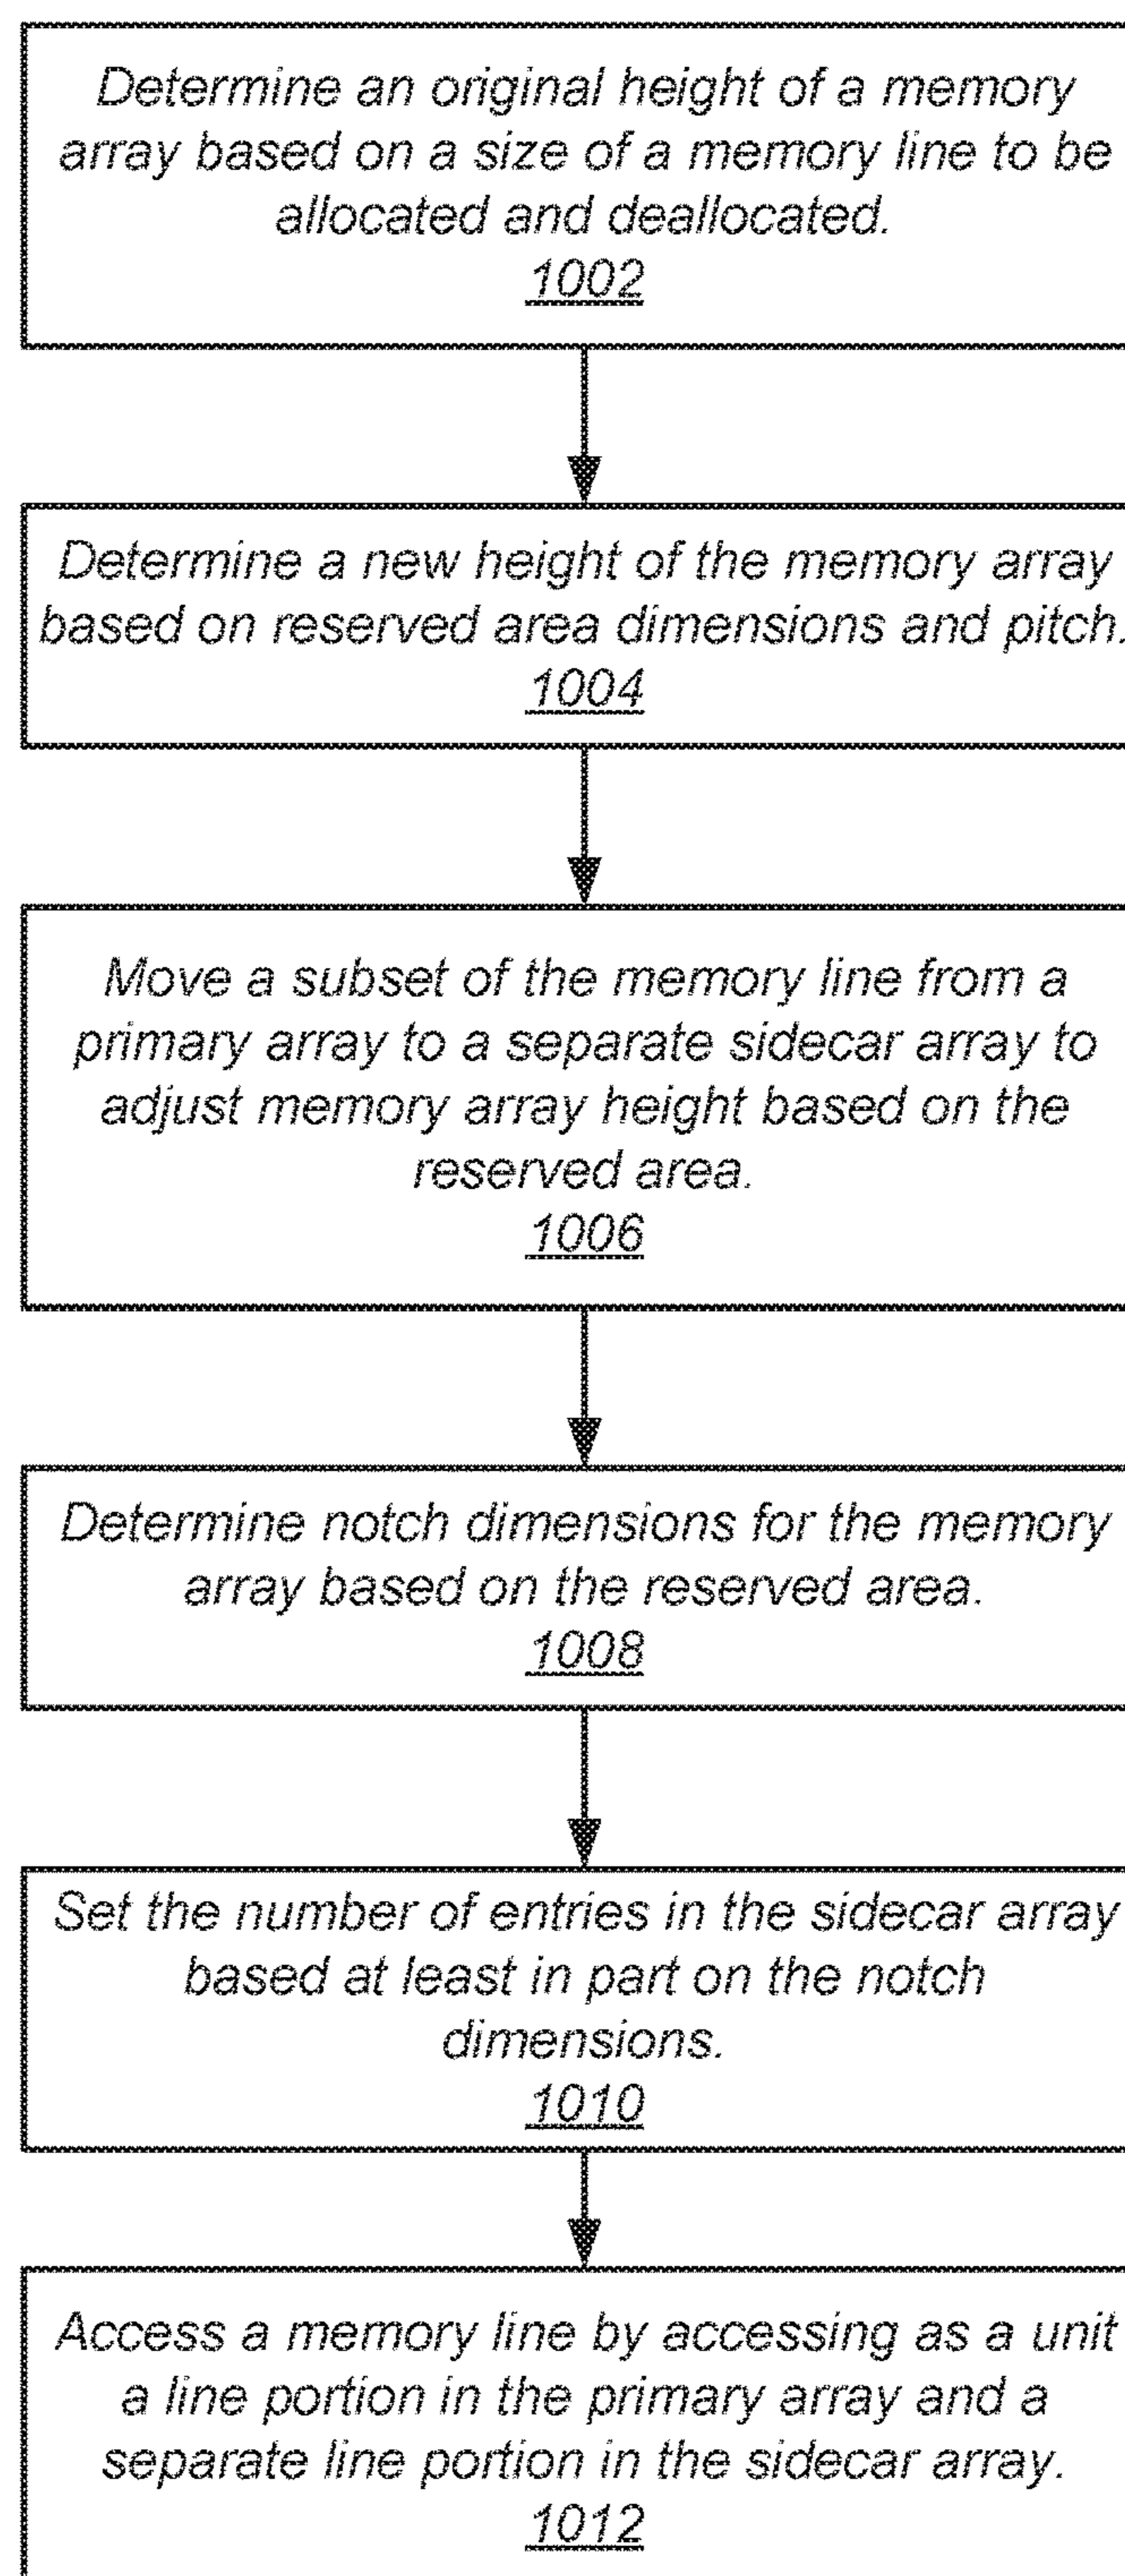 Determine an original height of a memory
array based on a size of a memory line to be
allocated and deallocated.
1002
Determine a new height of the memory array
based on reserved area dimensions and pitch.
1004
Move a subset of the memory line from a
primary array to a separate sidecar array to
adjust memory array height based on the
reserved area.
1006
Determine notch dimensions for the memory
array based on the reserved area.
1008
Set the number of entries in the sidecar array
based at least in part on the notch
dimensions.
1010
Access a memory line by accessing as a unit
a line portion in the primary array and a
separate line portion in the sidecar array.
1012